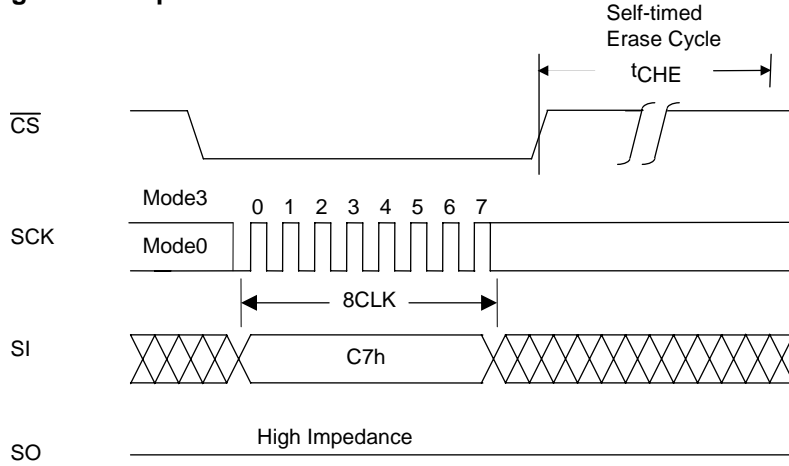 Self-timed
Erase Cycle
tCHE
CS
Mode3
0 1 2 3 4 5 6 7
SCK
Mode0
8CLK
SI
C7h
High Impedance
SO